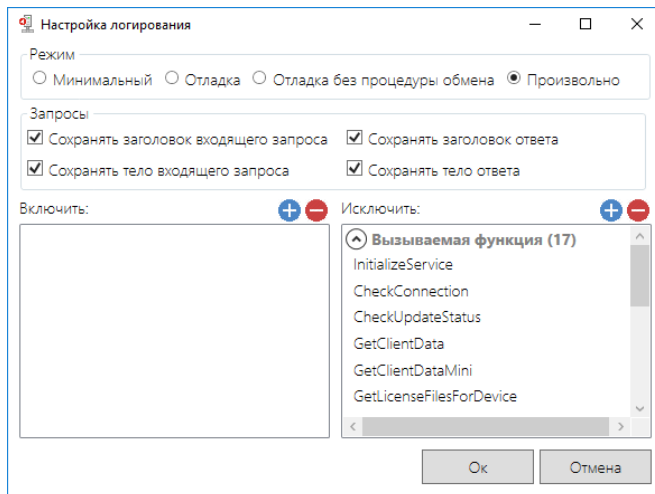 Настройка логирования
Режим
Минимальный Отладка Отладка без процедуры обмена Произвольно
Запросы
Сохранять заголовок входящего запроса Сохранять заголовок ответа
Сохранять тело входящего запроса Сохранять тело ответа
Включить: Исключить:
Вызываемая функция (17)
InitializeService
CheckConnection
CheckUpdateStatus
GetClientData
GetClientDataMini
GetLicenseFilesForDevice
Ок Отмена